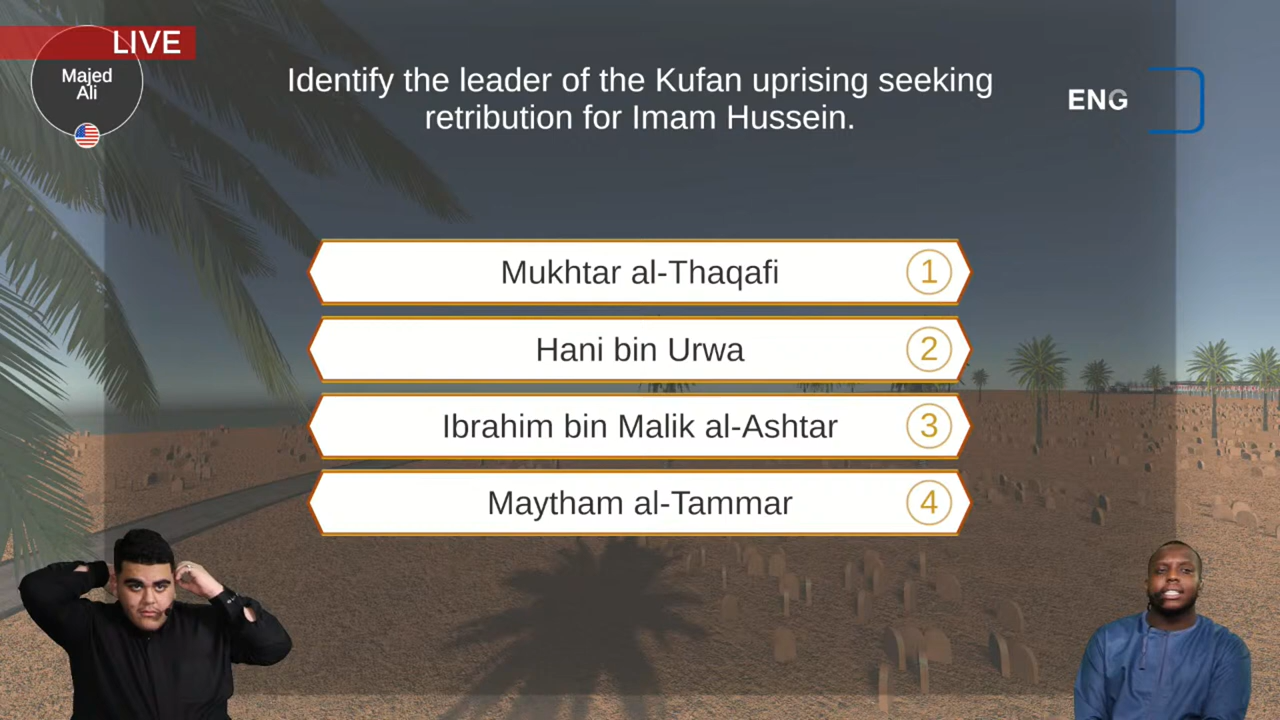 LIVE
Majed
Ali
Identify the leader of the Kufan uprising seeking
retribution for Imam Hussein.
ENG
Mukhtar al-Thaqafi 1
Hani bin Urwa 2
Ibrahim bin Malik al-Ashtar 3
Maytham al-Tammar 4